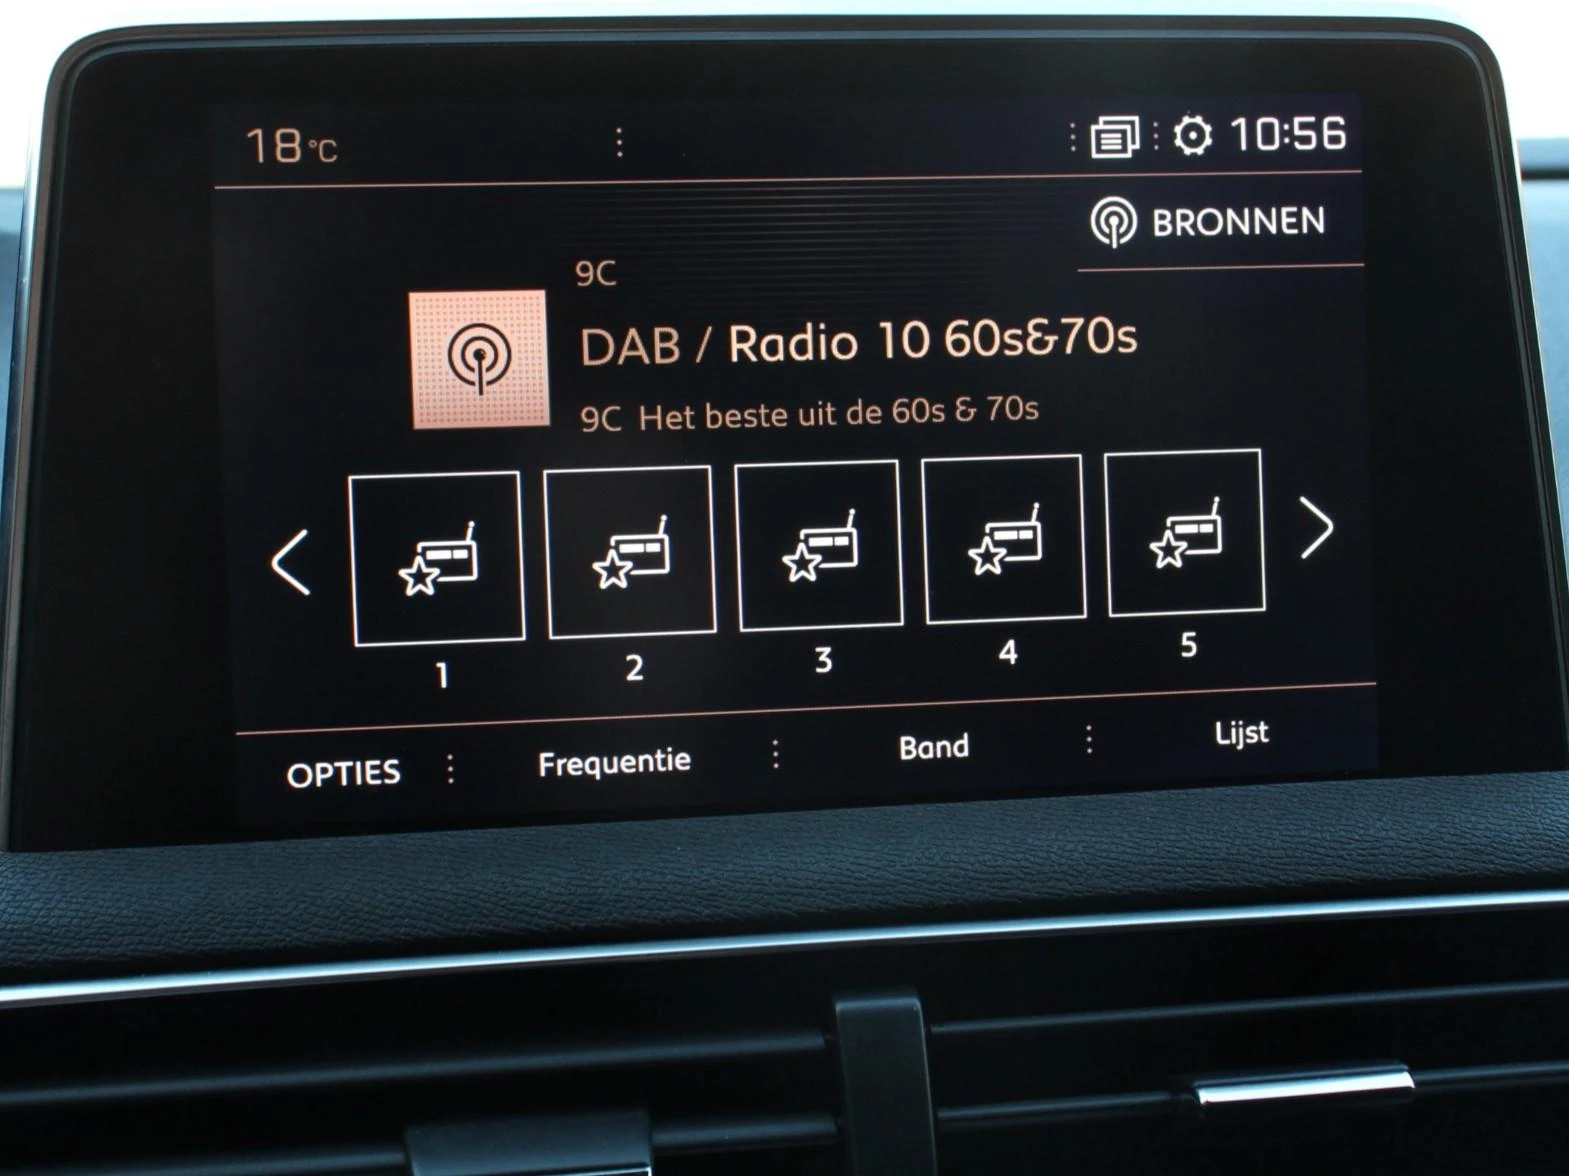 18°C
10:56
BRONNEN
9C
DAB / Radio 10 60s&70s
9C Het beste uit de 60s & 70s
1 2 3 4 5
OPTIES Frequentie Band Lijst